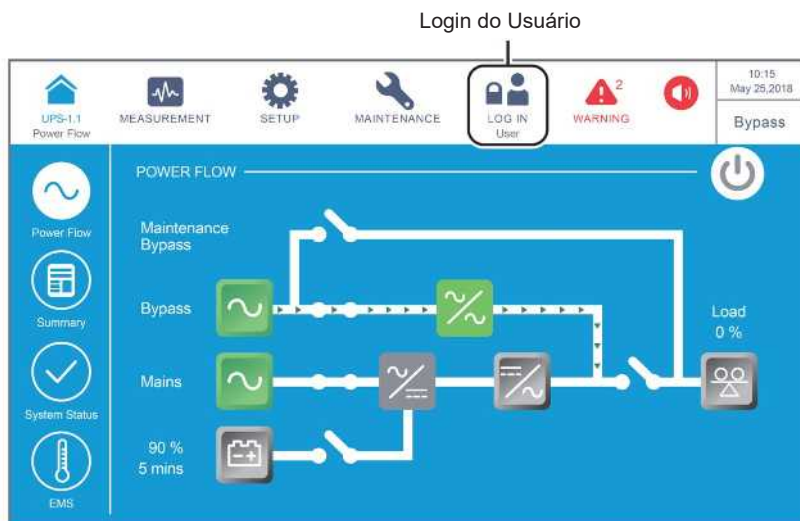 Login do Usuário
UPS-1.1
Power Flow
MEASUREMENT
SETUP
MAINTENANCE
LOG IN
User
2
WARNING
10:15
May 25,2018
Bypass
Power Flow
Summary
System Status
EMS
POWER FLOW
Maintenance
Bypass
Bypass
Mains
90 %
5 mins
Load
0 %